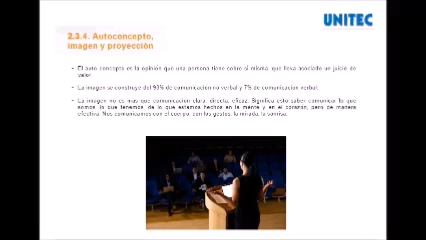 UNITEC
2.3.4. Autoconcepto,
imagen y proyección
El auto concepto es la opinión que una persona tiene sobre si misma, que lleva asociado un juicio de
valor.
La imagen se construye del 93% de comunicación no verbal y 7% de comunicación verbal.
La imagen no es mas que comunicación clara, directa, eficaz. Significa esto saber comunicar lo que
somos, lo que tenemos, de lo que estamos hechos en la mente y en el corazón, pero de manera
efectiva. Nos comunicamos con el cuerpo, con los gestos, la mirada, la sonrisa.